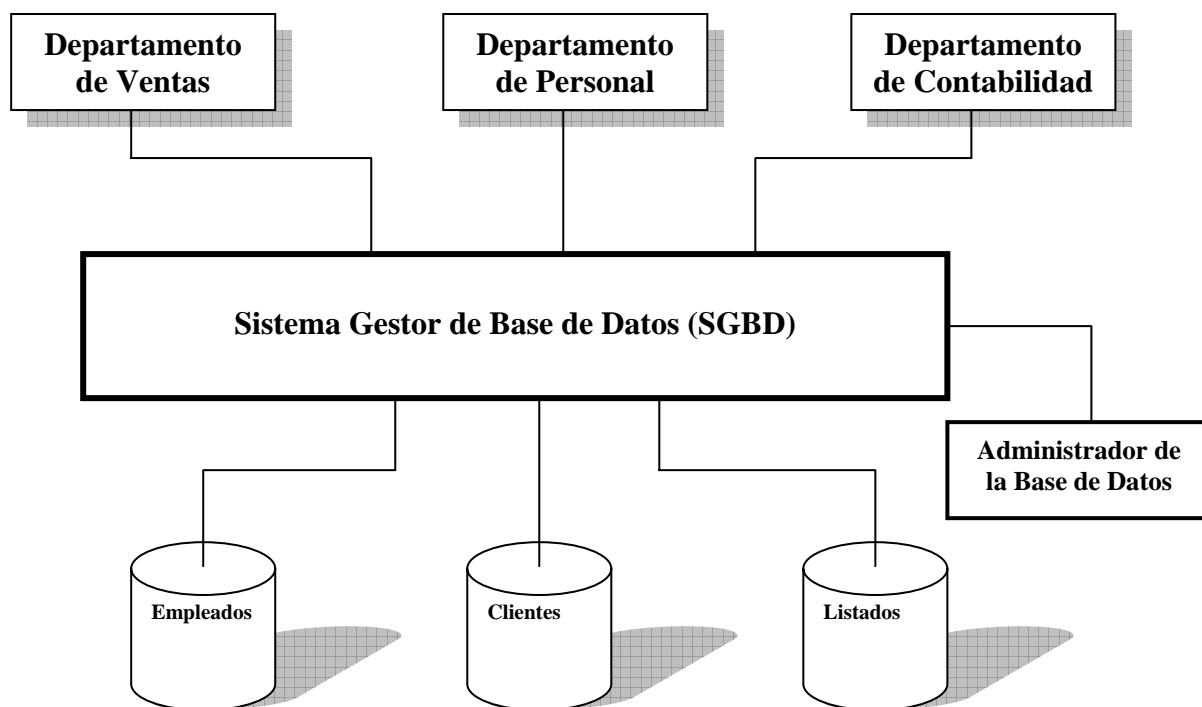 Departamento
de Ventas
Departamento
de Personal
Departamento
de Contabilidad
Sistema Gestor de Base de Datos (SGBD)
Administrador de
la Base de Datos
Empleados
Clientes
Listados